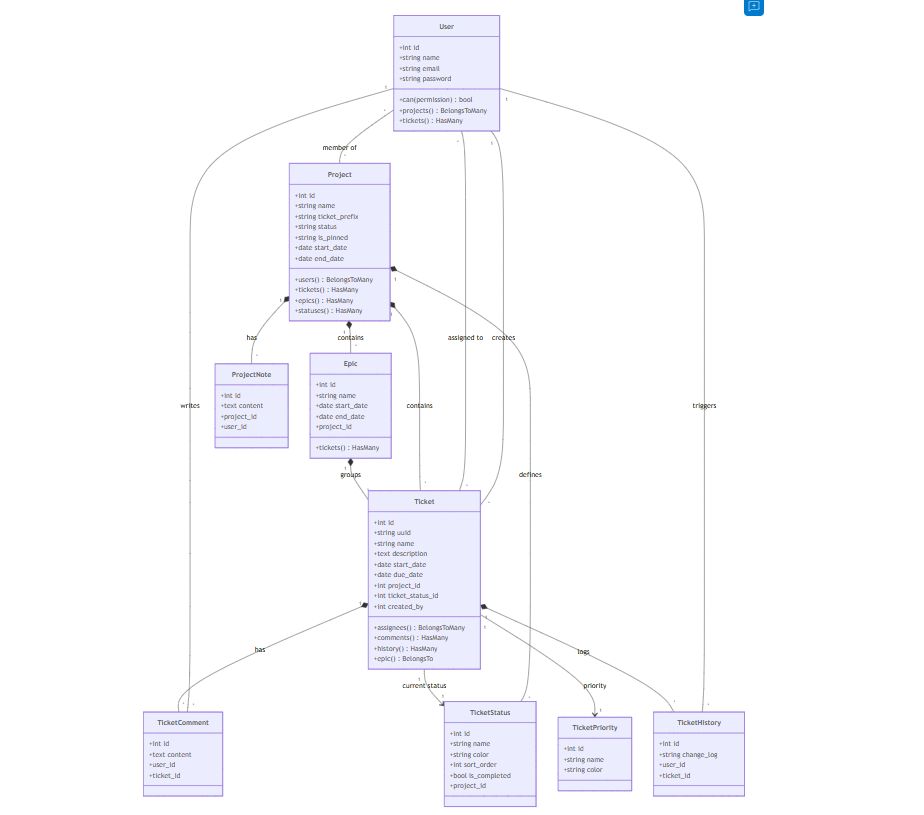 User
+int id
+string name
+string email
+string password
+can(permission) : bool
+projects() : BelongsToMany
+tickets() : HasMany
member of
Project
+int id
+string name
+string ticket_prefix
+string status
+string is_pinned
+date start_date
+date end_date
+users() : BelongsToMany
+tickets() : HasMany
+epics() : HasMany
+statuses() : HasMany
has
contains
assigned to
creates
ProjectNote
+int id
+text content
+project_id
+user_id
Epic
+int id
+string name
+date start_date
+date end_date
+project_id
+tickets() : HasMany
writes
contains
triggers
groups
defines
Ticket
+int id
+string uuid
+string name
+text description
+date start_date
+date due_date
+int project_id
+int ticket_status_id
+int created_by
+assignees() : BelongsToMany
+comments() : HasMany
+history() : HasMany
+epic() : BelongsTo
has
logs
current status
priority
TicketComment
+int id
+text content
+user_id
+ticket_id
TicketStatus
+int id
+string name
+string color
+int sort_order
+bool is_completed
+project_id
TicketPriority
+int id
+string name
+string color
TicketHistory
+int id
+string change_log
+user_id
+ticket_id